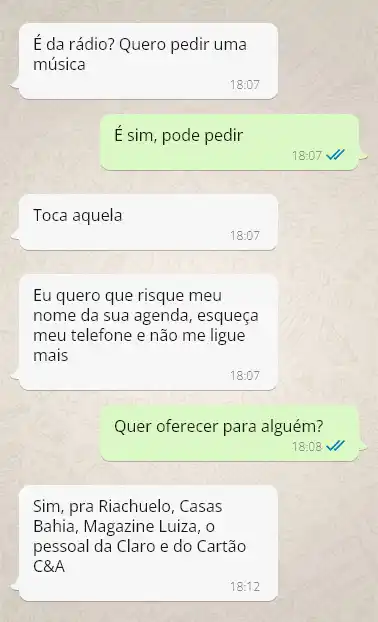 É da rádio? Quero pedir uma
música
18:07
É sim, pode pedir
18:07
Toca aquela
18:07
Eu quero que risque meu
nome da sua agenda, esqueça
meu telefone e não me ligue
mais
18:07
Quer oferecer para alguém?
18:08
Sim, pra Riachuelo, Casas
Bahia, Magazine Luiza, o
pessoal da Claro e do Cartão
C&A
18:12